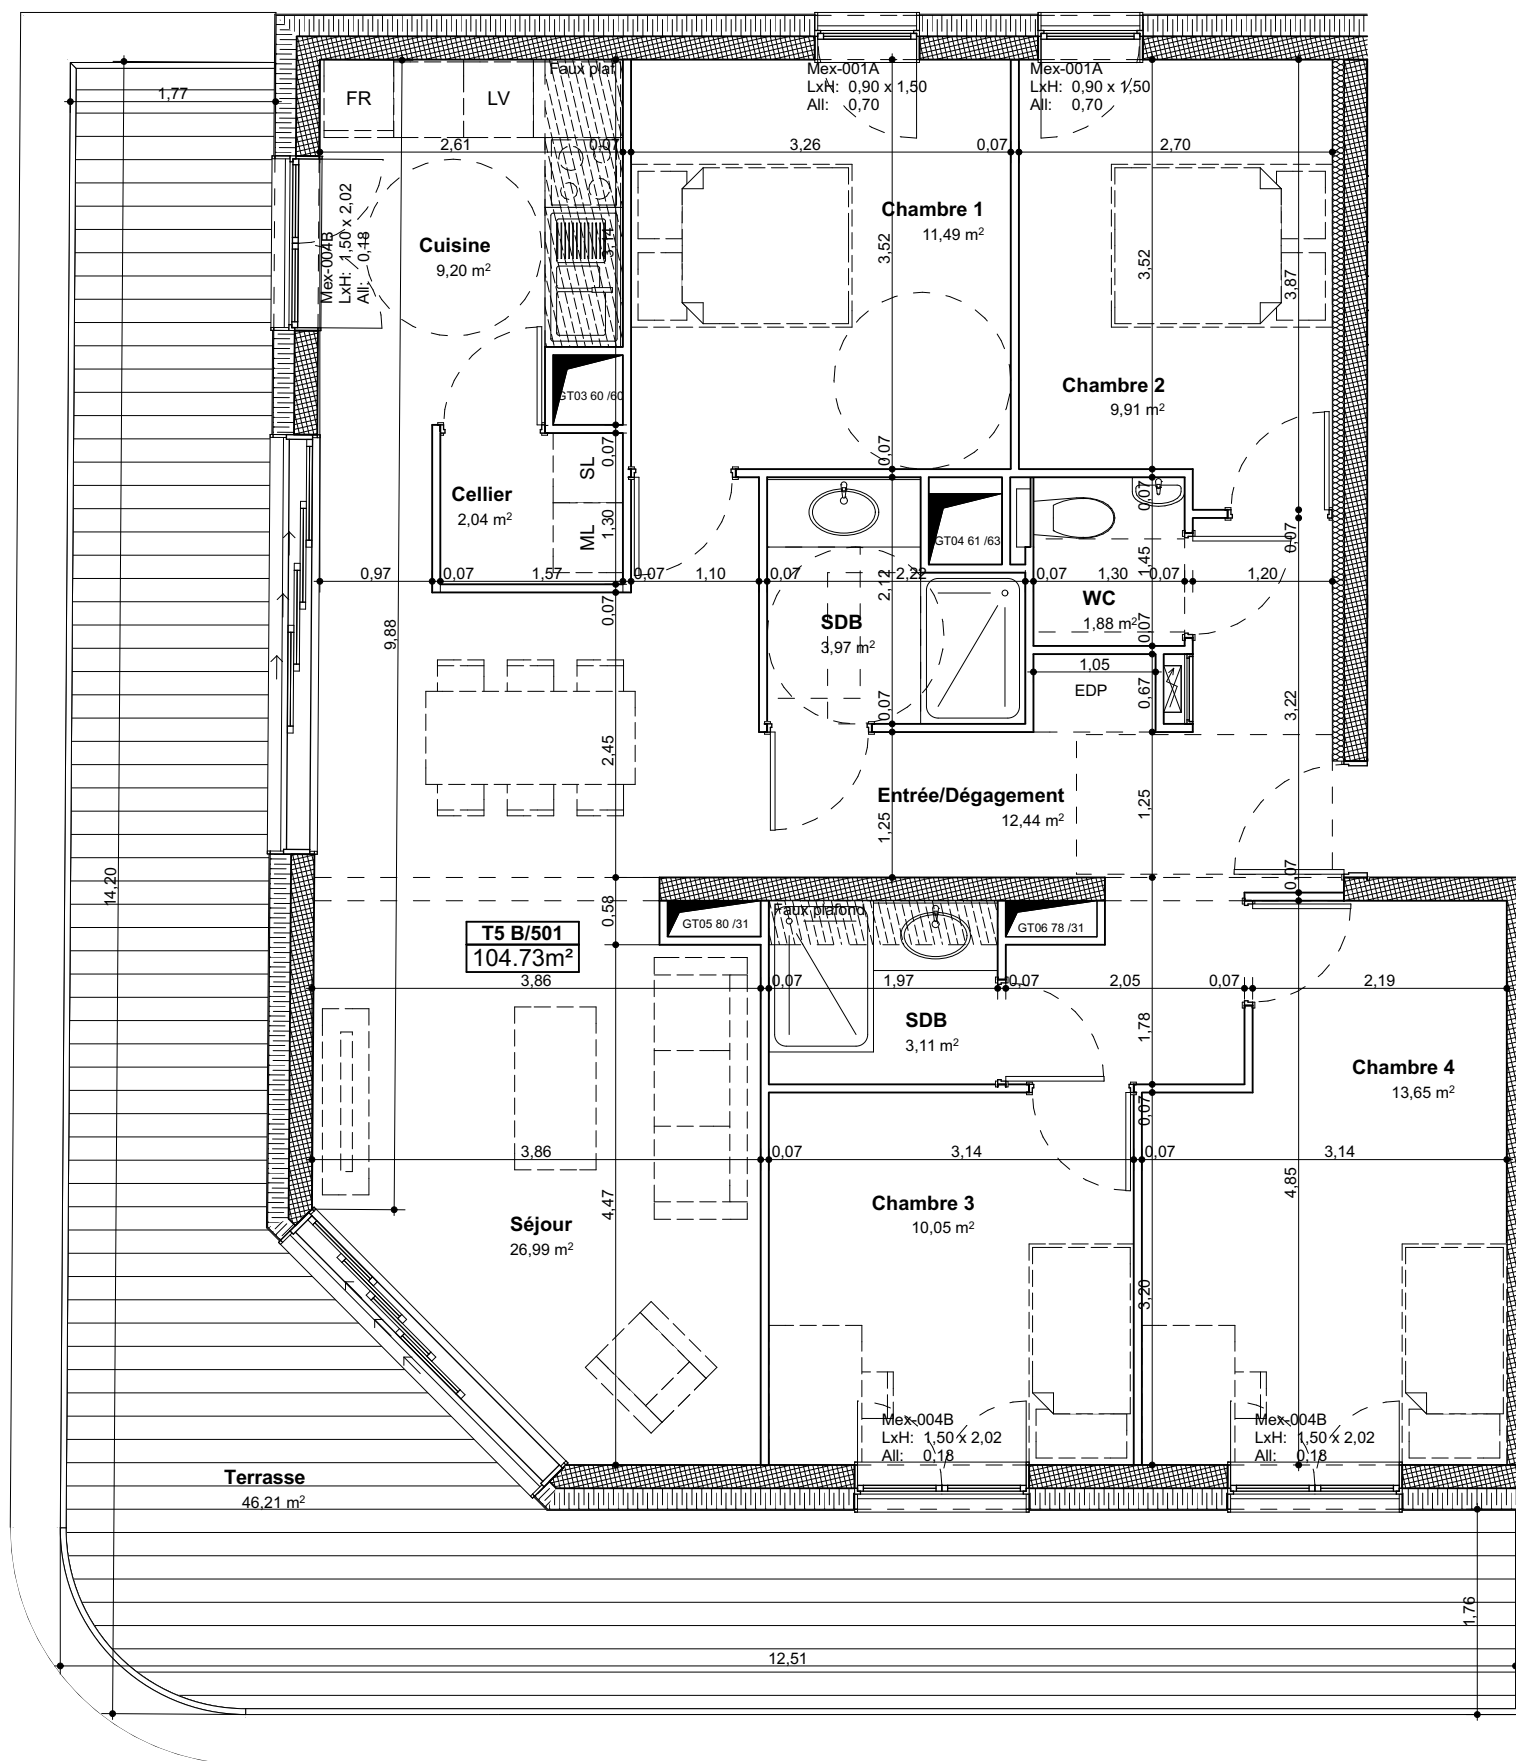 Faux plaf
Mex-001A
LxH: 0,90 x 1,50
All: 0,70
Mex-001A
LxH: 0,90 x 1,50
All: 0,70
1,77
FR
LV
2,61
0,07
3,26
0,07
2,70
Mex-004B
LxH: 1,50 x 2,02
All: 0,18
Cuisine
9,20 m²
3,14
Chambre 1
11,49 m²
3,52
3,52
3,87
Chambre 2
9,91 m²
GT03 60 /60
0,07
SL
0,07
0,07
Cellier
2,04 m²
ML
1,30
GT04 61 /63
1,45
0,07
0,97
0,07
1,57
0,07
1,10
0,07
2,22
0,07
1,30
0,07
1,20
0,07
2,12
SDB
3,97 m²
WC
1,88 m²
0,07
9,88
1,05
EDP
0,67
0,07
3,22
2,45
Entrée/Dégagement
12,44 m²
1,25
1,25
0,07
14,20
0,58
GT05 80 /31
Faux plafond
GT06 78 /31
T5 B/501
104.73m²
3,86
0,07
1,97
0,07
2,05
0,07
2,19
SDB
3,11 m²
1,78
Chambre 4
13,65 m²
0,07
3,86
0,07
3,14
0,07
3,14
4,47
4,85
Chambre 3
10,05 m²
Séjour
26,99 m²
3,20
Mex-004B
LxH: 1,50 x 2,02
All: 0,18
Mex-004B
LxH: 1,50 x 2,02
All: 0,18
Terrasse
46,21 m²
1,76
12,51